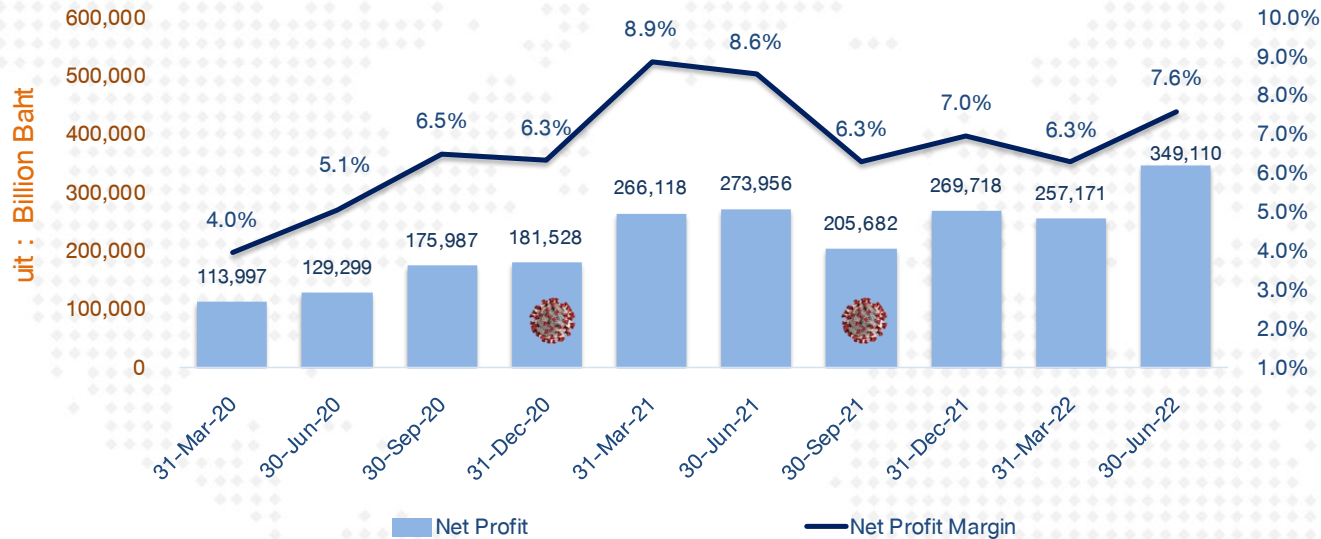 600,000
500,000
400,000
300,000
200,000
100,000
0
uit : Billion Baht
10.0%
9.0%
8.0%
7.0%
6.0%
5.0%
4.0%
3.0%
2.0%
1.0%
4.0%
5.1%
6.5%
6.3%
8.9%
8.6%
6.3%
7.0%
6.3%
7.6%
113,997
129,299
175,987
181,528
266,118
273,956
205,682
269,718
257,171
349,110
31-Mar-20
30-Jun-20
30-Sep-20
31-Dec-20
31-Mar-21
30-Jun-21
30-Sep-21
31-Dec-21
31-Mar-22
30-Jun-22
Net Profit
Net Profit Margin